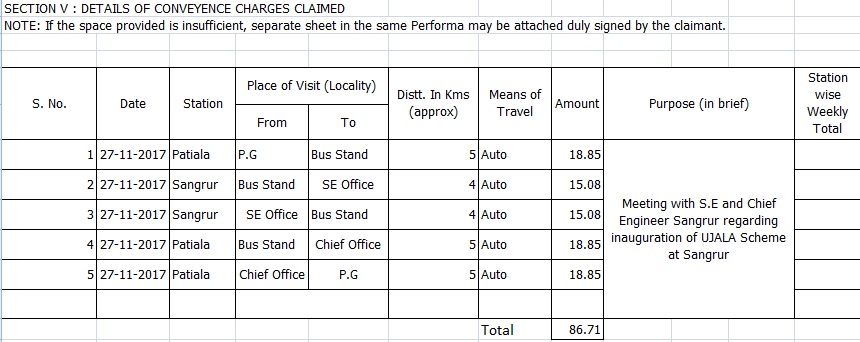 SECTION V : DETAILS OF CONVEYENCE CHARGES CLAIMED
NOTE: If the space provided is insufficient, separate sheet in the same Performa may be attached duly signed by the claimant.
S. No. Date Station Place of Visit (Locality) From To Distt. In Kms (approx) Means of Travel Amount Purpose (in brief) Station wise Weekly Total
1 27-11-2017 Patiala P.G Bus Stand 5 Auto 18.85
2 27-11-2017 Sangrur Bus Stand SE Office 4 Auto 15.08
3 27-11-2017 Sangrur SE Office Bus Stand 4 Auto 15.08
4 27-11-2017 Patiala Bus Stand Chief Office 5 Auto 18.85
5 27-11-2017 Patiala Chief Office P.G 5 Auto 18.85
Meeting with S.E and Chief
Engineer Sangrur regarding
inauguration of UJALA Scheme
at Sangrur
Total 86.71